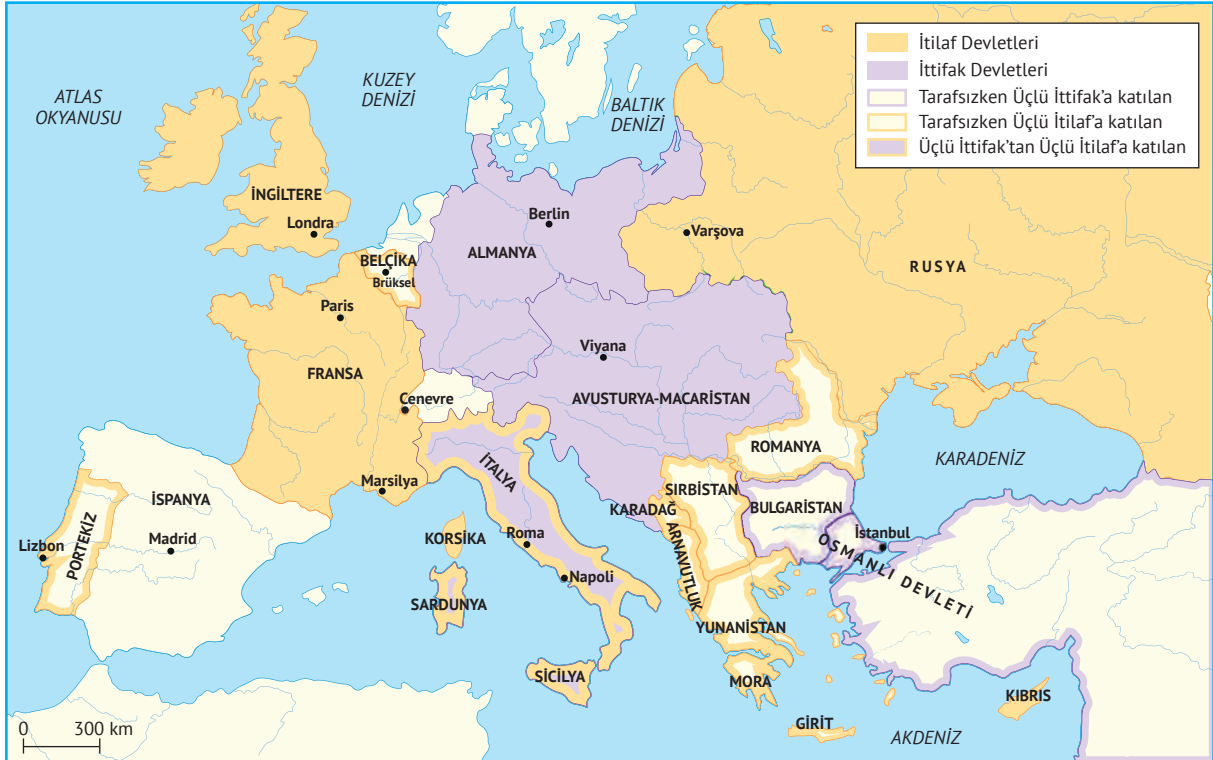 İtilaf Devletleri
İttifak Devletleri
Tarafsızken Üçlü İttifak’a katılan
Tarafsızken Üçlü İtilaf’a katılan
Üçlü İttifak’tan Üçlü İtilaf’a katılan
ATLAS
OKYANUSU
KUZEY
DENİZİ
BALTIK
DENİZİ
İNGİLTERE
Londra
Berlin
ALMANYA
Varşova
RUSYA
BELÇİKA
Brüksel
Paris
FRANSA
Viyana
AVUSTURYA-MACARİSTAN
Cenevre
ROMANYA
KARADENİZ
Marsilya
İTALYA
SIRBİSTAN
BULGARİSTAN
KARADAĞ
İSPANYA
PORTEKİZ
Lizbon
Madrid
KORSİKA
Roma
ARNAVUTLUK
İstanbul
OSMANLI DEVLETİ
Napoli
SARDUNYA
YUNANİSTAN
SİCİLYA
MORA
KIBRIS
GİRİT
AKDENİZ
0 300 km